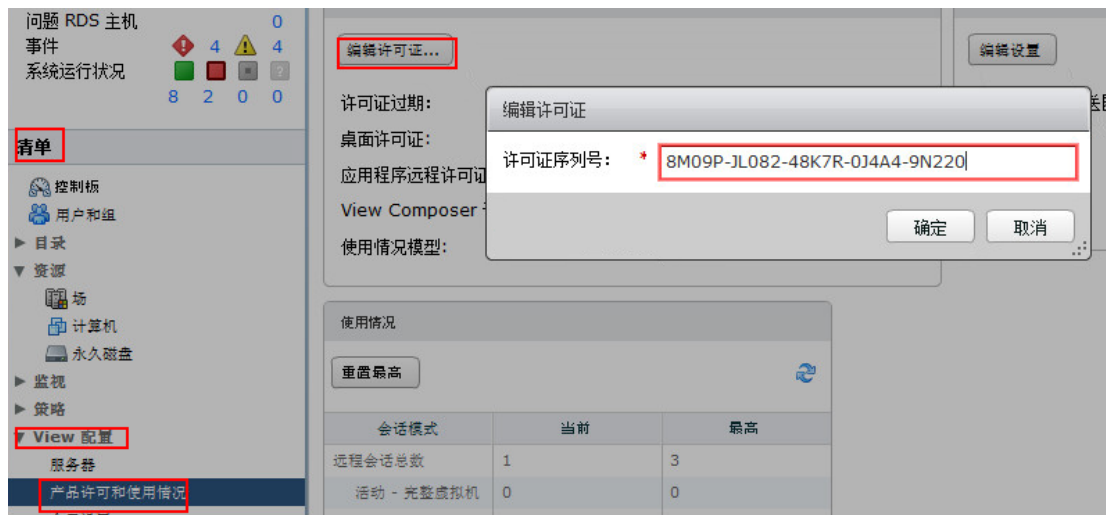 问题 RDS 主机 0
事件 4 4
系统运行状况
8 2 0 0
清单
控制板
用户和组
目录
资源
场
计算机
永久磁盘
监视
策略
View 配置
服务器
产品许可和使用情况
编辑许可证...
许可证过期:
桌面许可证:
应用程序远程许可证
View Composer
使用情况模型:
编辑设置
编辑许可证
许可证序列号: * 8M09P-JL082-48K7R-0J4A4-9N220
确定 取消
使用情况
重置最高
会话模式 当前 最高
远程会话总数 1 3
活动 - 完整虚拟机 0 0